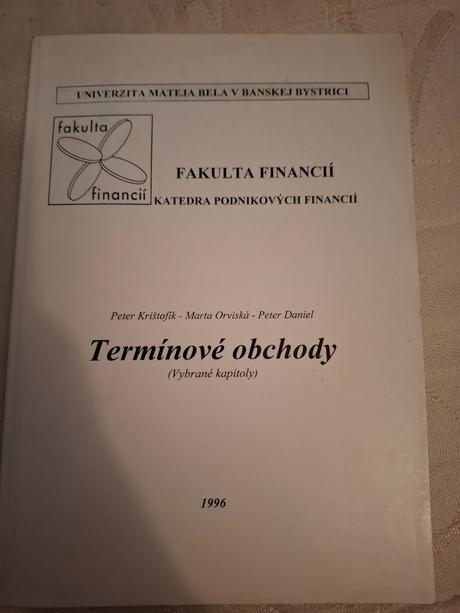 UNIVERZITA MATEJA BELA V BANSKEJ BYSTRICI
fakulta
financií
FAKULTA FINANCIÍ
KATEDRA PODNIKOVÝCH FINANCIÍ
Peter Krištofík - Marta Orviská - Peter Daniel
Termínové obchody
(Vybrané kapitoly)
1996